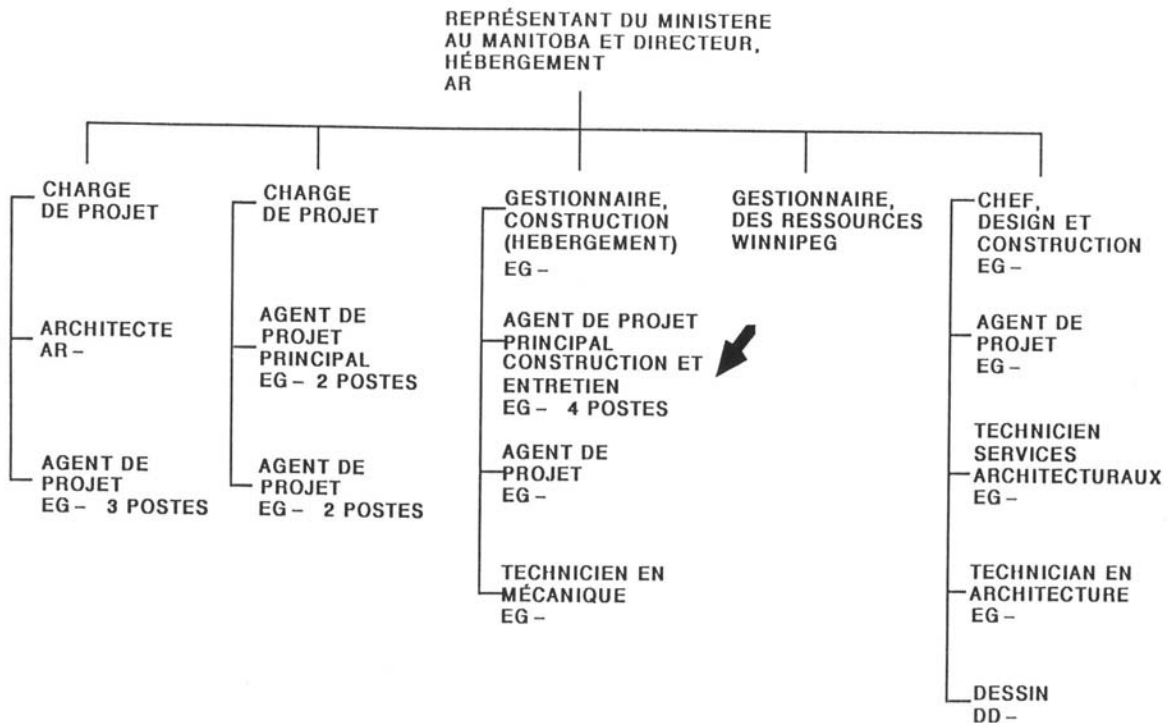 REPRÉSENTANT DU MINISTERE
AU MANITOBA ET DIRECTEUR,
HÉBERGEMENT
AR
CHARGE
DE PROJET
ARCHITECTE
AR –
AGENT DE
PROJET
EG – 3 POSTES
CHARGE
DE PROJET
AGENT DE
PROJET
PRINCIPAL
EG – 2 POSTES
AGENT DE
PROJET
EG – 2 POSTES
GESTIONNAIRE,
CONSTRUCTION
(HEBERGEMENT)
EG –
AGENT DE PROJET
PRINCIPAL
CONSTRUCTION ET
ENTRETIEN
EG – 4 POSTES
AGENT DE
PROJET
EG –
TECHNICIEN EN
MÉCANIQUE
EG –
GESTIONNAIRE,
DES RESSOURCES
WINNIPEG
CHEF,
DESIGN ET
CONSTRUCTION
EG –
AGENT DE
PROJET
EG –
TECHNICIEN
SERVICES
ARCHITECTURAUX
EG –
TECHNICIAN EN
ARCHITECTURE
EG –
DESSIN
DD –